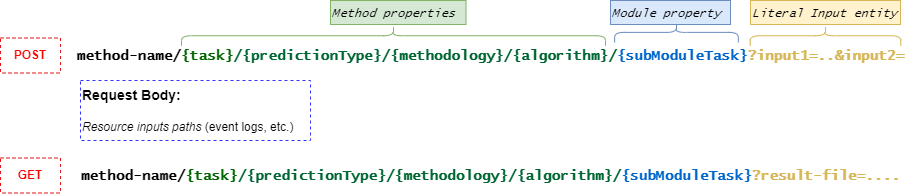 Method properties Module property Literal Input entity
POST method-name/{task}/{predictionType}/{methodology}/{algorithm}/{subModuleTask}?input1=..&input2=
Request Body:
Resource inputs paths (event logs, etc.)
GET method-name/{task}/{predictionType}/{methodology}/{algorithm}/{subModuleTask}?result-file=....